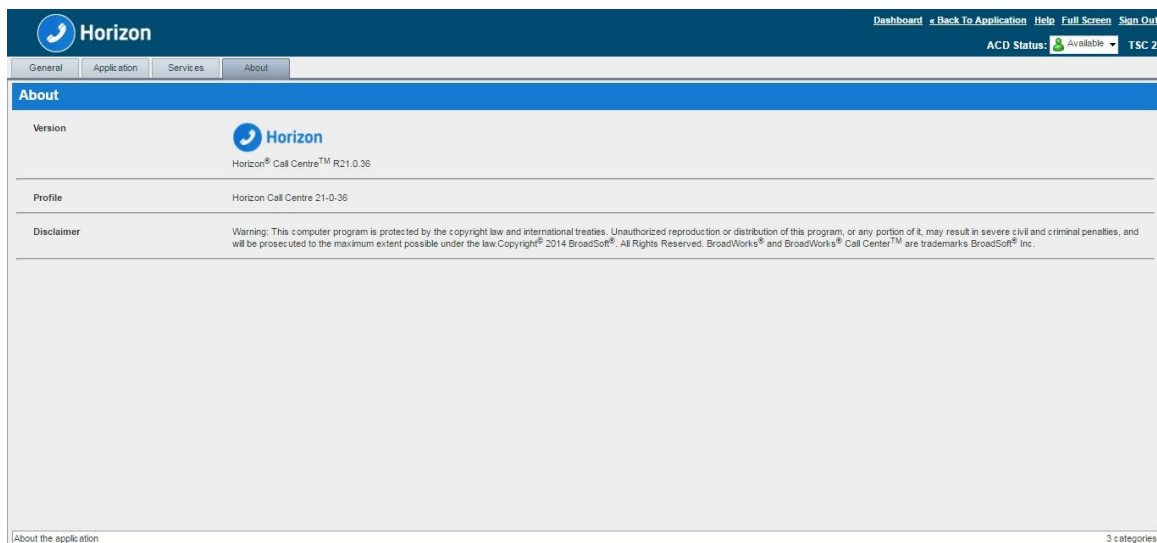 Horizon
Dashboard « Back To Application Help Full Screen Sign Out
ACD Status: Available TSC 2
General Application Services About
About
Version
Horizon
Horizon® Call Centre™ R21.0.36
Profile Horizon Call Centre 21-0-36
Disclaimer Warning: This computer program is protected by the copyright law and international treaties. Unauthorized reproduction or distribution of this program, or any portion of it, may result in severe civil and criminal penalties, and
will be prosecuted to the maximum extent possible under the law.Copyright© 2014 BroadSoft®. All Rights Reserved. BroadWorks® and BroadWorks® Call Center™ are trademarks BroadSoft® Inc.
About the application 3 categories